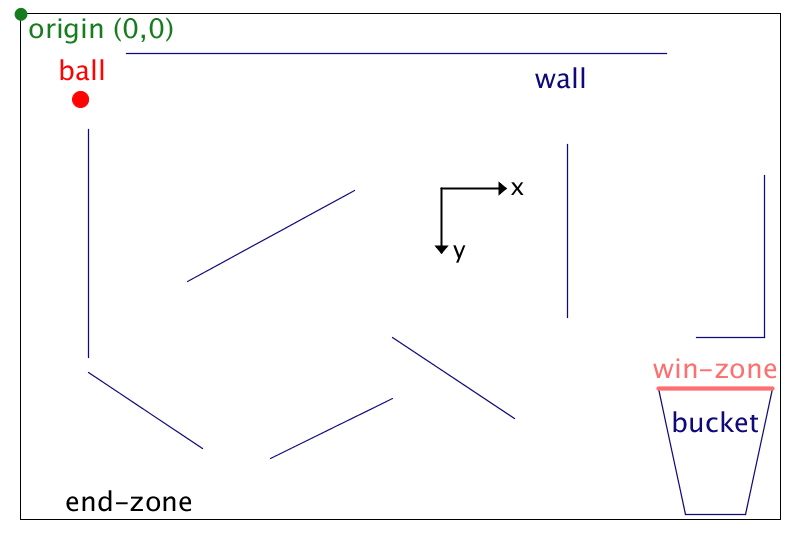 origin (0,0)
ball
wall
x
y
win-zone
bucket
end-zone